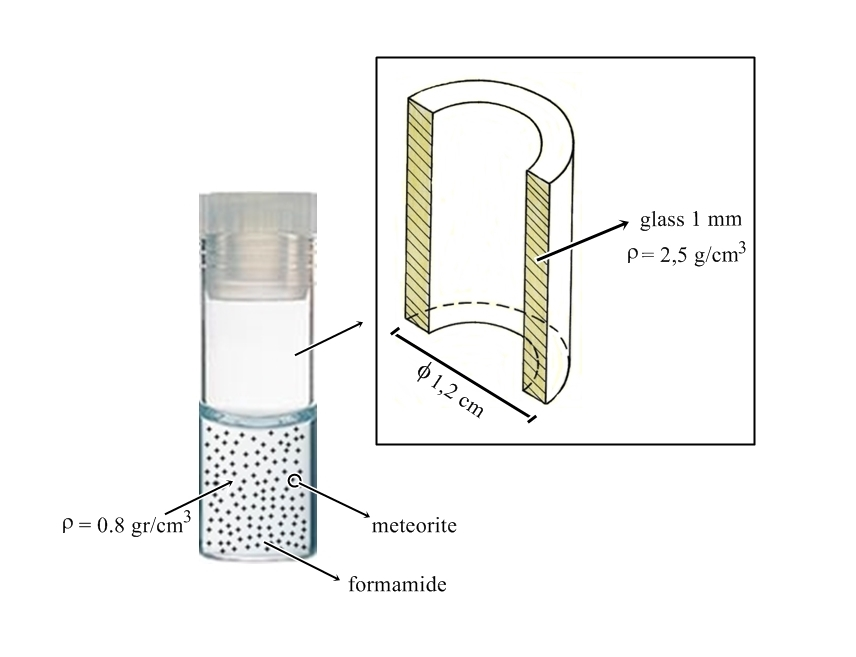 glass 1 mm
ρ = 2,5 g/cm³
ϕ 1,2 cm
ρ = 0.8 gr/cm³
meteorite
formamide